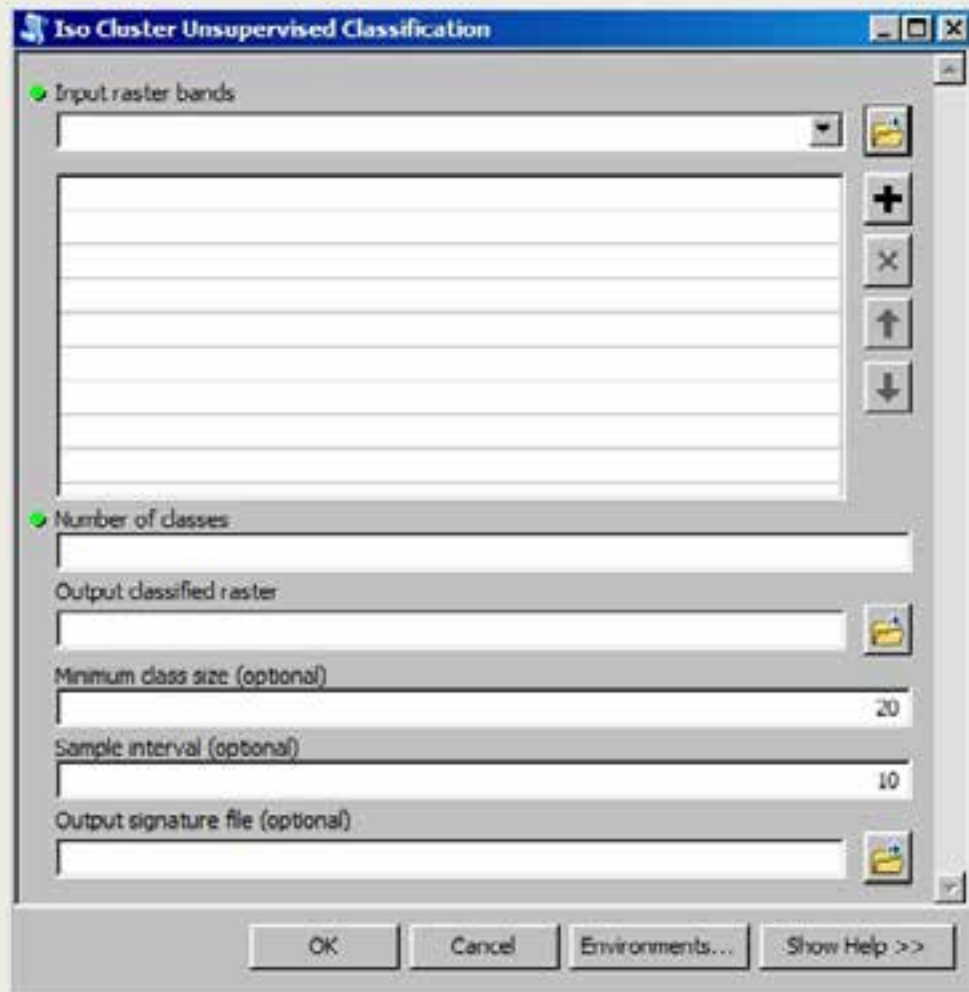 Iso Cluster Unsupervised Classification
Input raster bands
Number of classes
Output classified raster
Minimum class size (optional)
20
Sample interval (optional)
10
Output signature file (optional)
OK Cancel Environments... Show Help >>